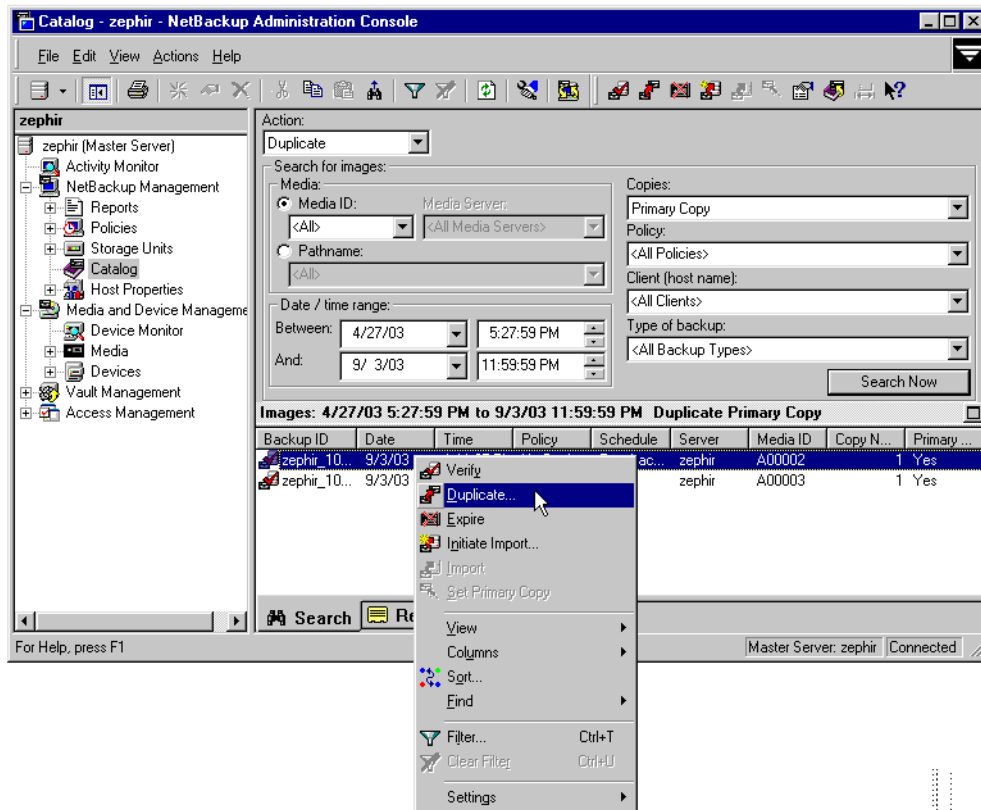 Catalog - zephir - NetBackup Administration Console
File Edit View Actions Help
zephir
zephir (Master Server)
Activity Monitor
NetBackup Management
Reports
Policies
Storage Units
Catalog
Host Properties
Media and Device Manageme
Device Monitor
Media
Devices
Vault Management
Access Management
Action:
Duplicate
Search for images:
Media:
Media ID: Media Server:
<All> <All Media Servers>
Pathname:
<All>
Date / time range:
Between: 4/27/03 5:27:59 PM
And: 9/ 3/03 11:59:59 PM
Copies:
Primary Copy
Policy:
<All Policies>
Client (host name):
<All Clients>
Type of backup:
<All Backup Types>
Search Now
Images: 4/27/03 5:27:59 PM to 9/3/03 11:59:59 PM Duplicate Primary Copy
Backup ID Date Time Policy Schedule Server Media ID Copy N... Primary ...
zephir_10... 9/3/03 ac... zephir A00002 1 Yes
zephir_10... 9/3/03 zephir A00003 1 Yes
Verify
Duplicate...
Expire
Initiate Import...
Import
Set Primary Copy
View
Columns
Sort...
Find
Filter... Ctrl+T
Clear Filter Ctrl+U
Settings
Search Re
For Help, press F1 Master Server: zephir Connected